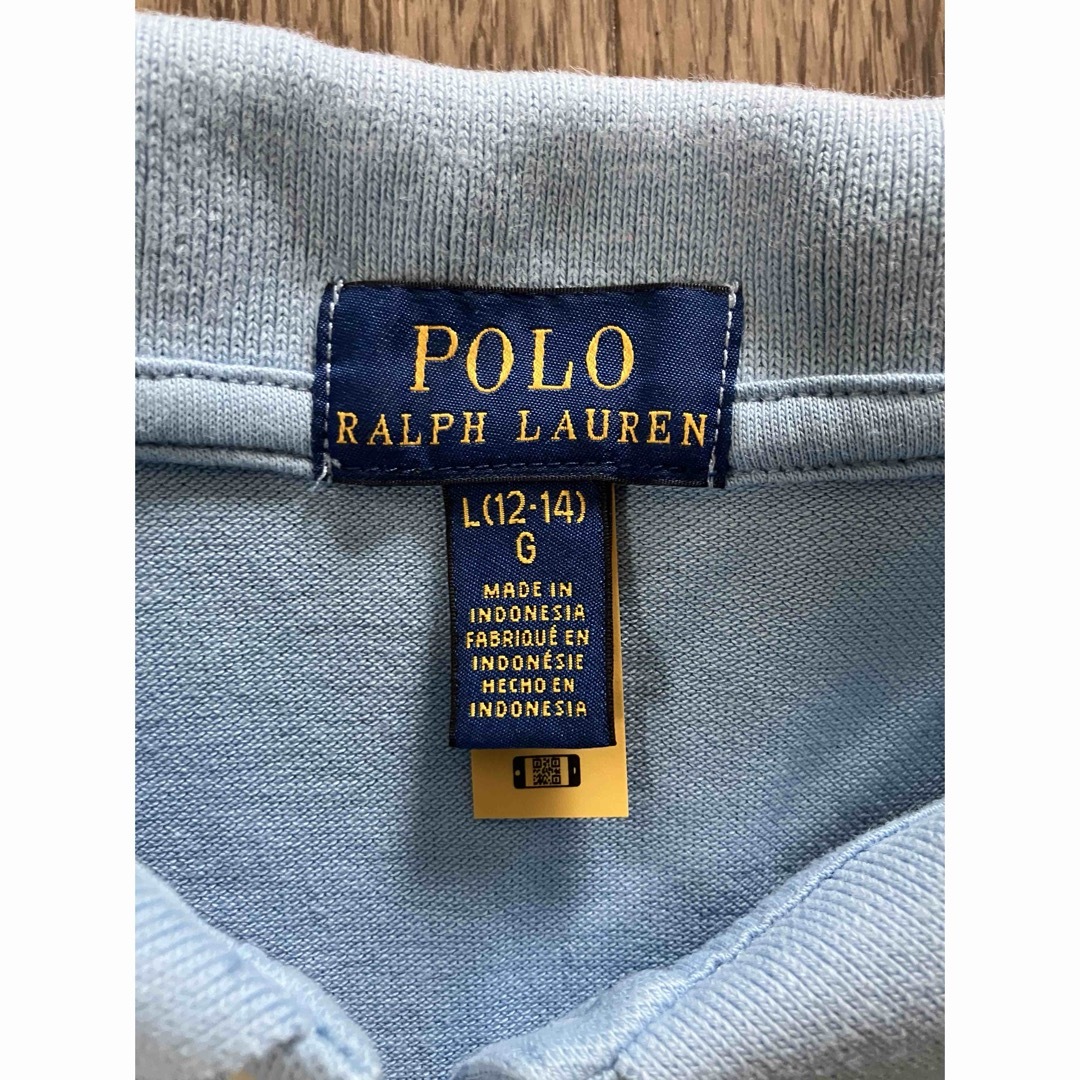 POLO
RALPH LAUREN
L(12-14)
G
MADE IN
INDONESIA
FABRIQUÉ EN
INDONÉSIE
HECHO EN
INDONESIA